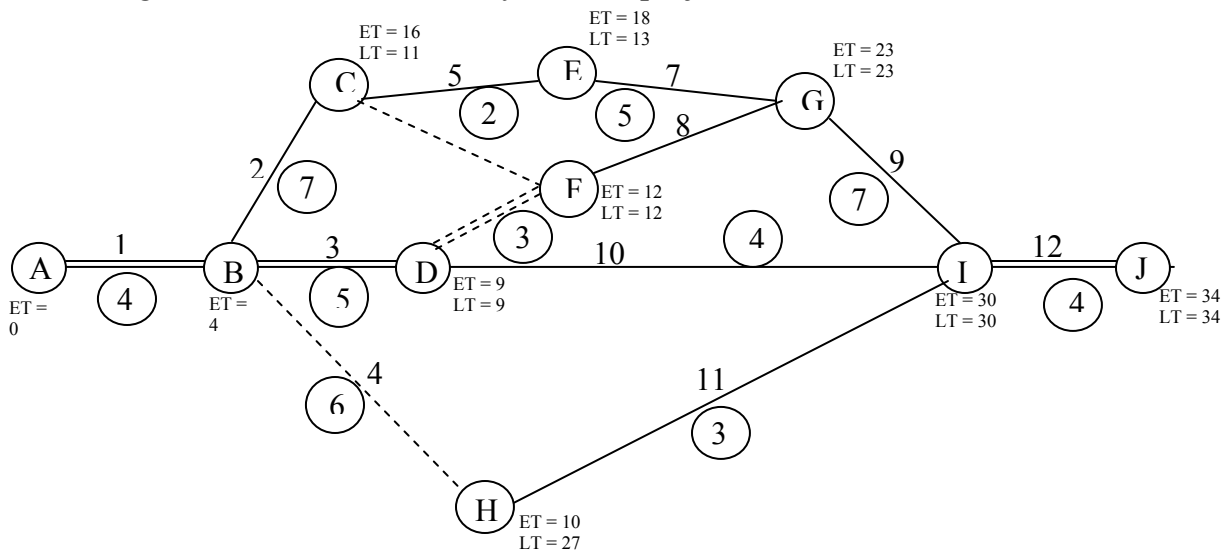 ET = 18
LT = 13
ET = 16
LT = 11
E
ET = 23
LT = 23
C
5
7
G
2
5
8
2
7
9
F
ET = 12
LT = 12
7
3
4
1
3
10
12
A
B
D
I
J
4
5
ET = 9
LT = 9
4
ET =
0
ET =
4
ET = 30
LT = 30
ET = 34
LT = 34
4
11
6
3
H
ET = 10
LT = 27